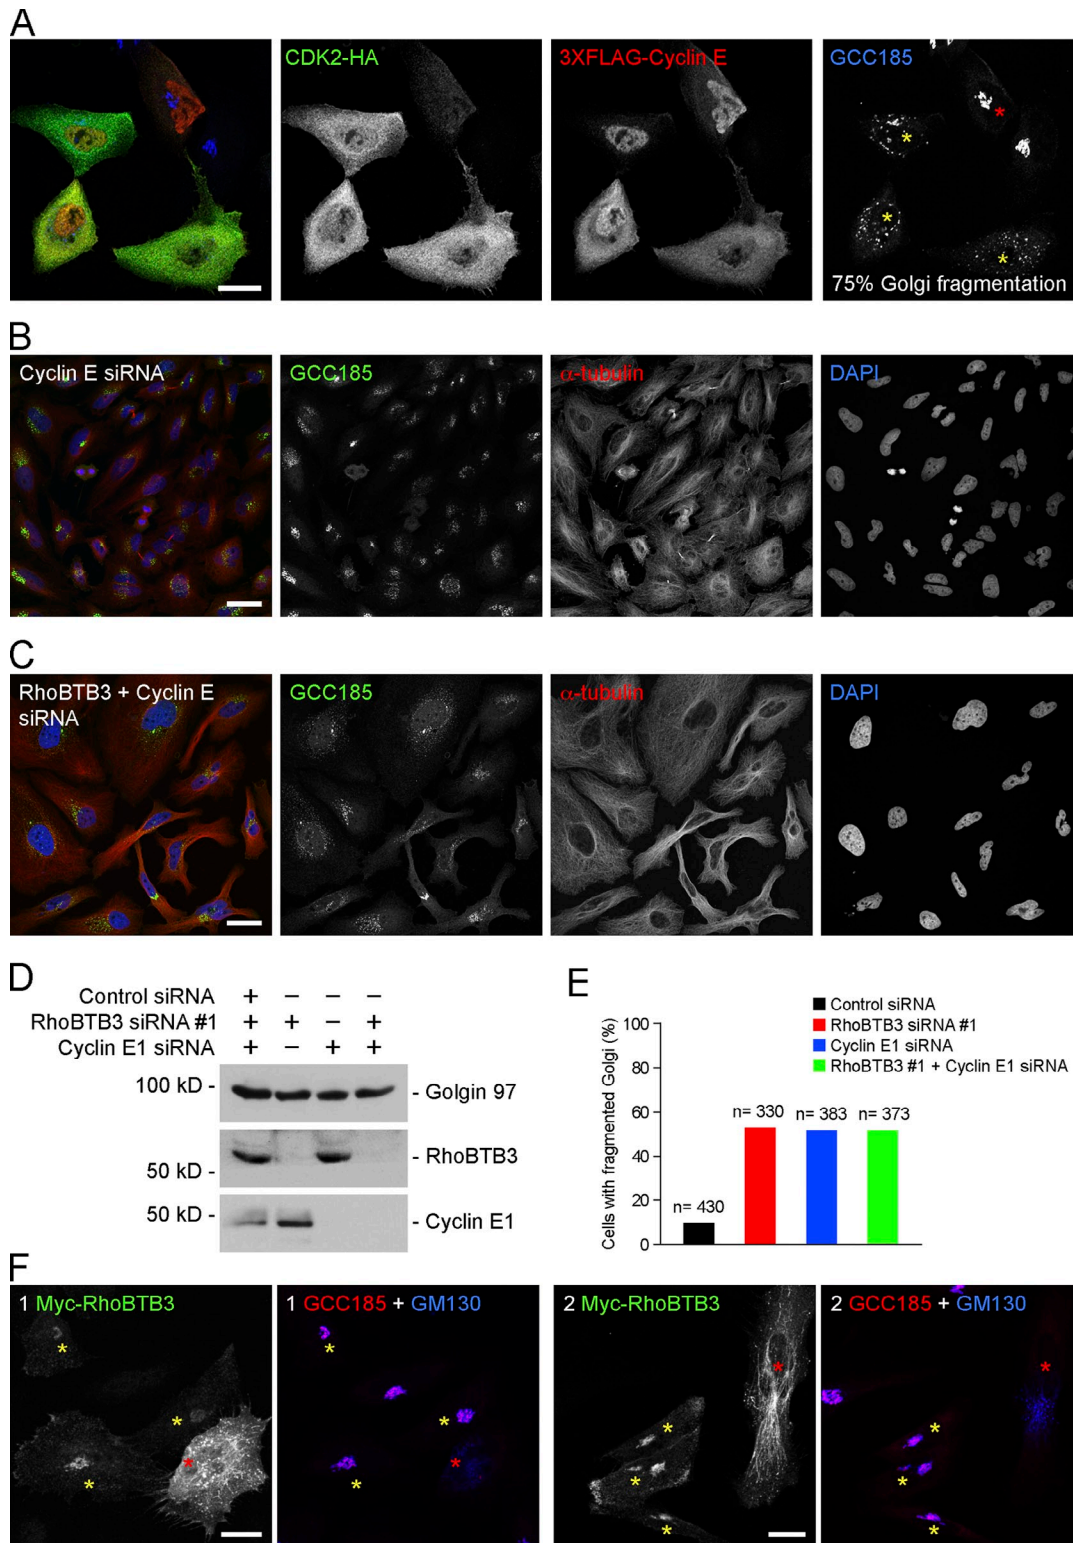 A
CDK2-HA
3XFLAG-Cyclin E
GCC185
*
*
*
*
75% Golgi fragmentation
B
Cyclin E siRNA
GCC185
α-tubulin
DAPI
C
RhoBTB3 + Cyclin E
siRNA
GCC185
α-tubulin
DAPI
D
Control siRNA + – – –
RhoBTB3 siRNA #1 + + – +
Cyclin E1 siRNA + – + +
100 kD - - Golgin 97
50 kD - - RhoBTB3
50 kD - - Cyclin E1
E
Control siRNA
RhoBTB3 siRNA #1
Cyclin E1 siRNA
RhoBTB3 #1 + Cyclin E1 siRNA
Cells with fragmented Golgi (%)
100
80
60
40
20
0
n= 430
n= 330
n= 383
n= 373
F
1 Myc-RhoBTB3
1 GCC185 + GM130
2 Myc-RhoBTB3
2 GCC185 + GM130
* * * *
* * * *
* * * *
* * * *